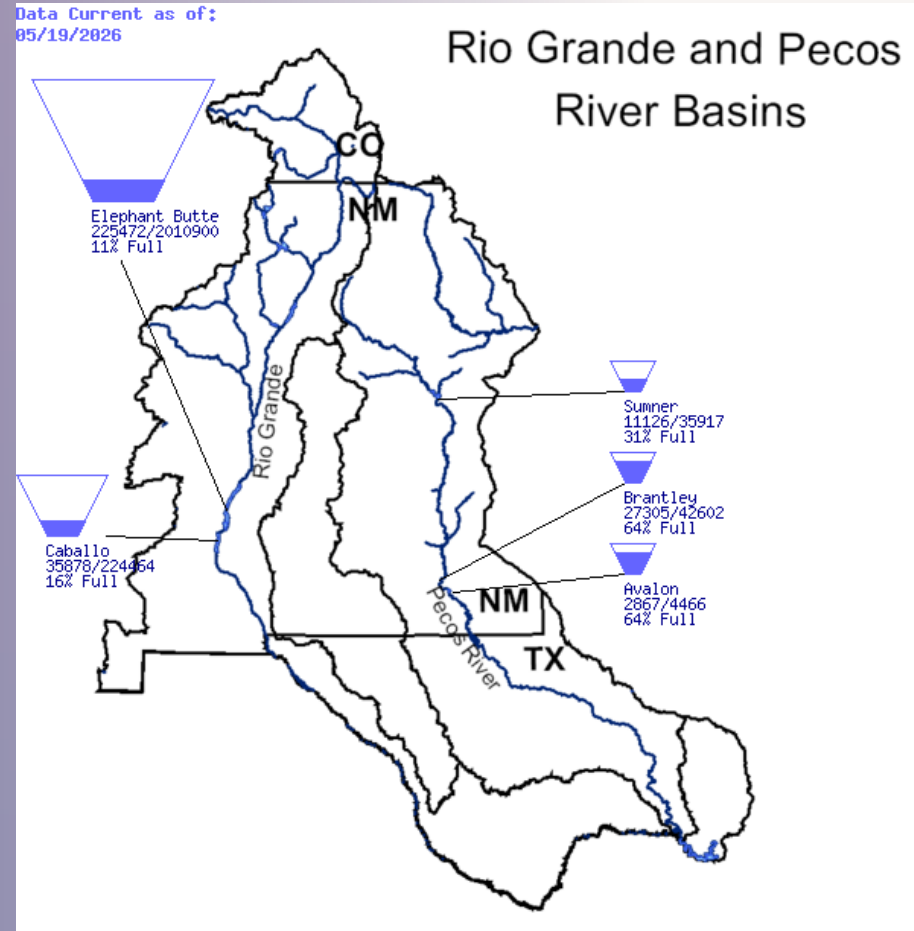 Data Current as of:
05/19/2026
Rio Grande and Pecos
River Basins
CO
NM
Elephant Butte
225472/2010900
11% Full
Rio Grande
Sumner
11126/35917
31% Full
Brantley
27305/42602
64% Full
Caballo
35878/224464
16% Full
Avalon
2867/4466
64% Full
NM
Pecos River
TX